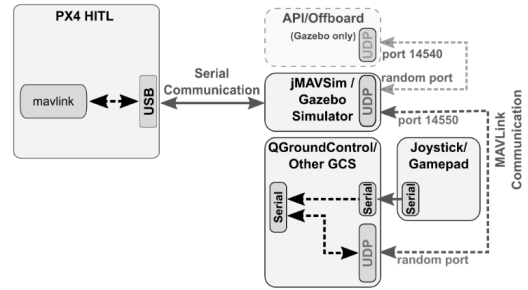 PX4 HITL
mavlink
USB
Serial
Communication
API/Offboard
(Gazebo only)
UDP
port 14540
random port
jMAVSim /
Gazebo
Simulator
UDP
port 14550
MAVLink
Communication
QGroundControl/
Other GCS
Serial
Serial
UDP
random port
Joystick/
Gamepad
Serial